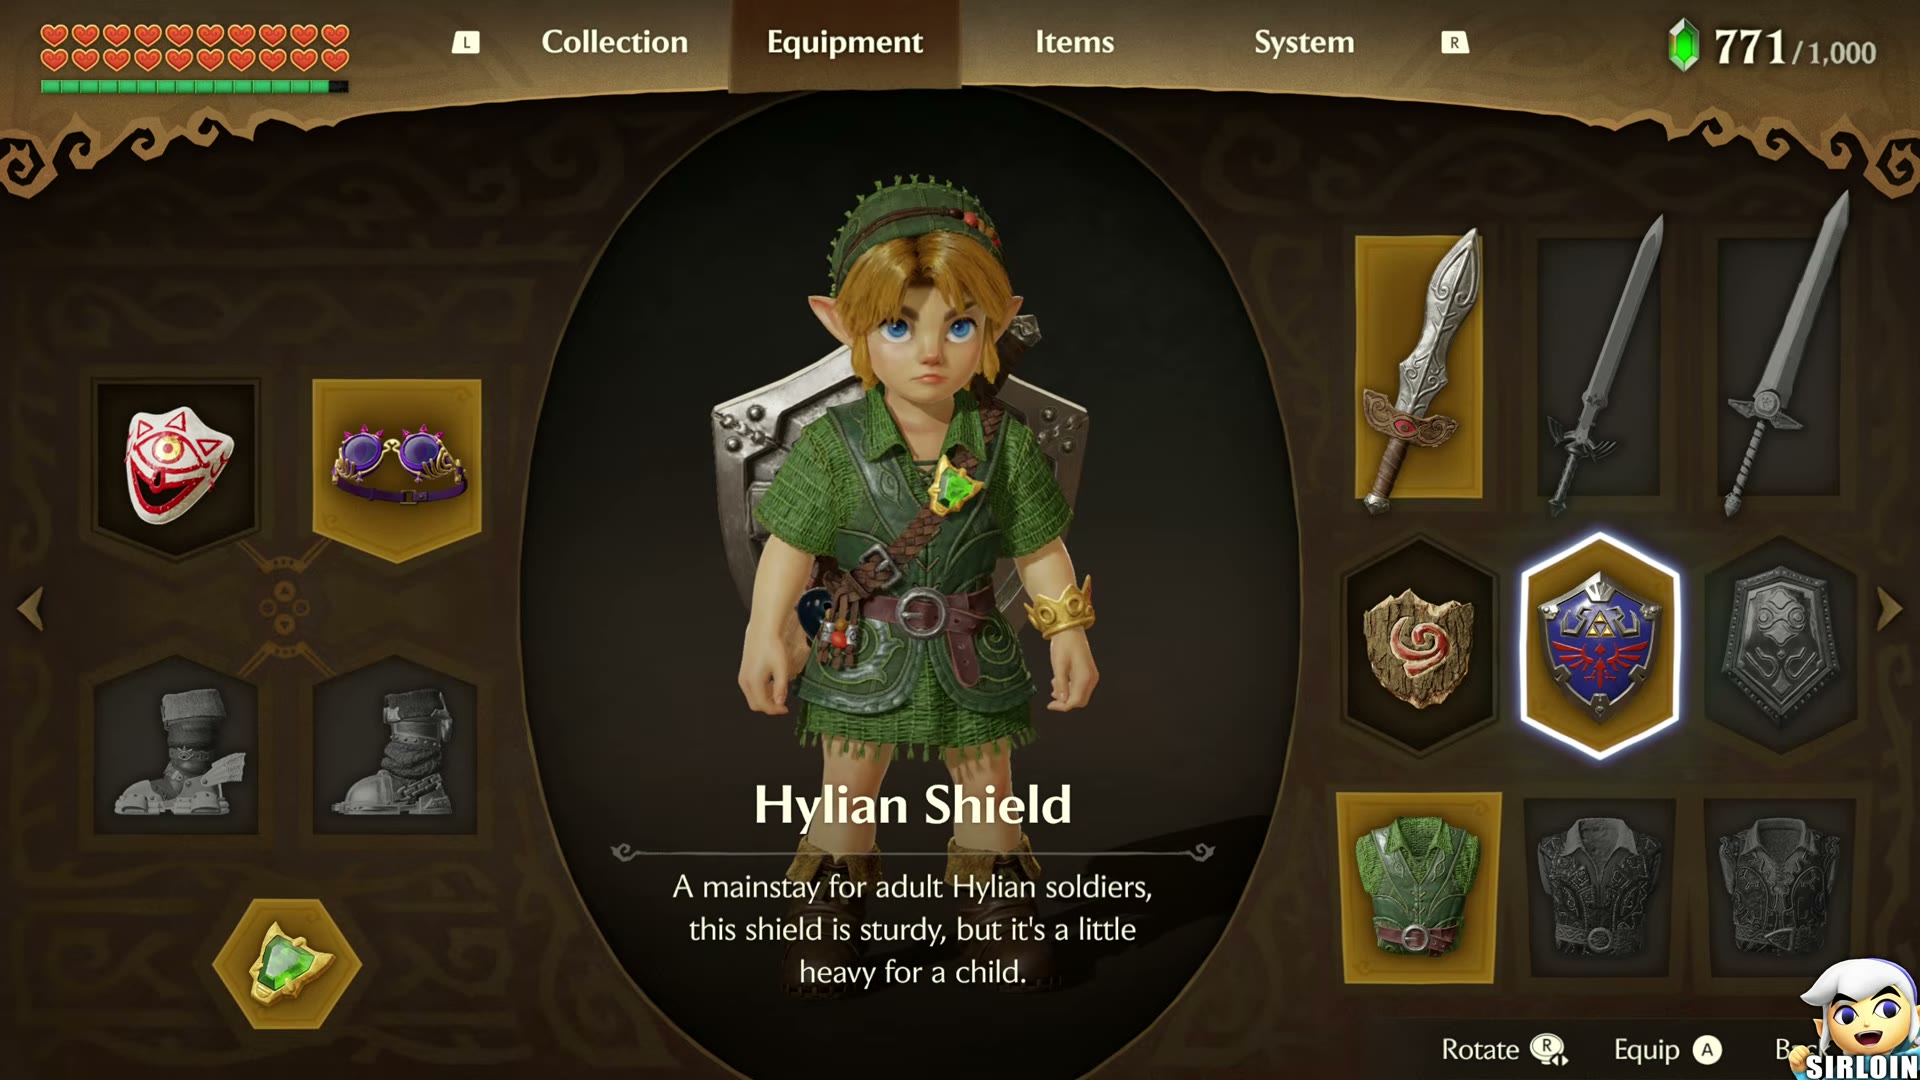 L
Collection
Equipment
Items
System
R
771/1,000
Hylian Shield
A mainstay for adult Hylian soldiers,
this shield is sturdy, but it's a little
heavy for a child.
Rotate R
Equip A
SIRLOIN